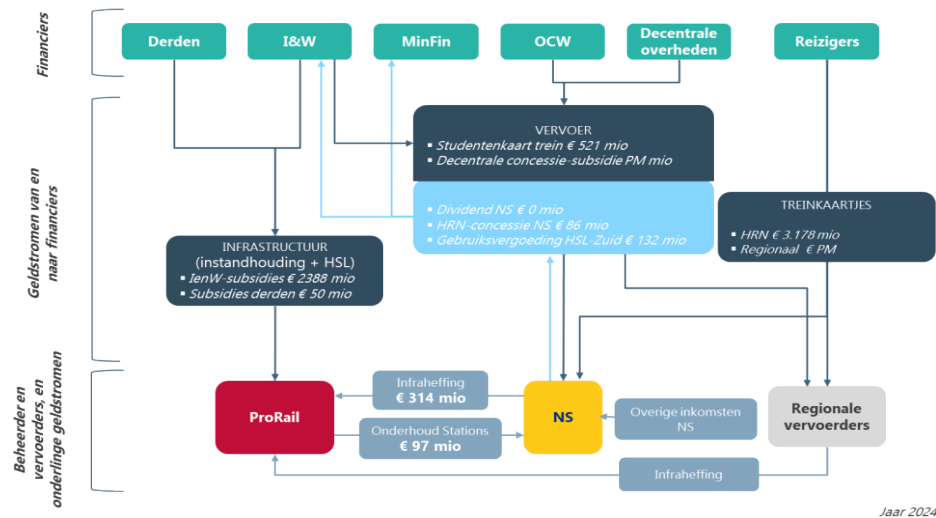 Financiers
Derden
I&W
MinFin
OCW
Decentrale
overheden
Reizigers
Geldstromen van en
naar financiers
VERVOER
▪ Studentenkaart trein € 521 mio
▪ Decentrale concessie-subsidie PM mio
▪ Dividend NS € 0 mio
▪ HRN-concessie NS € 86 mio
▪ Gebruiksvergoeding HSL-Zuid € 132 mio
TREINKAARTJES
▪ HRN € 3.178 mio
▪ Regionaal € PM
INFRASTRUCTUUR
(instandhouding + HSL)
▪ IenW-subsidies € 2388 mio
▪ Subsidies derden € 50 mio
Beheerder en
vervoerders, en
onderlinge geldstromen
ProRail
Infraheffing
€ 314 mio
Onderhoud Stations
€ 97 mio
NS
Overige inkomsten
NS
Regionale
vervoerders
Infraheffing
Jaar 2024